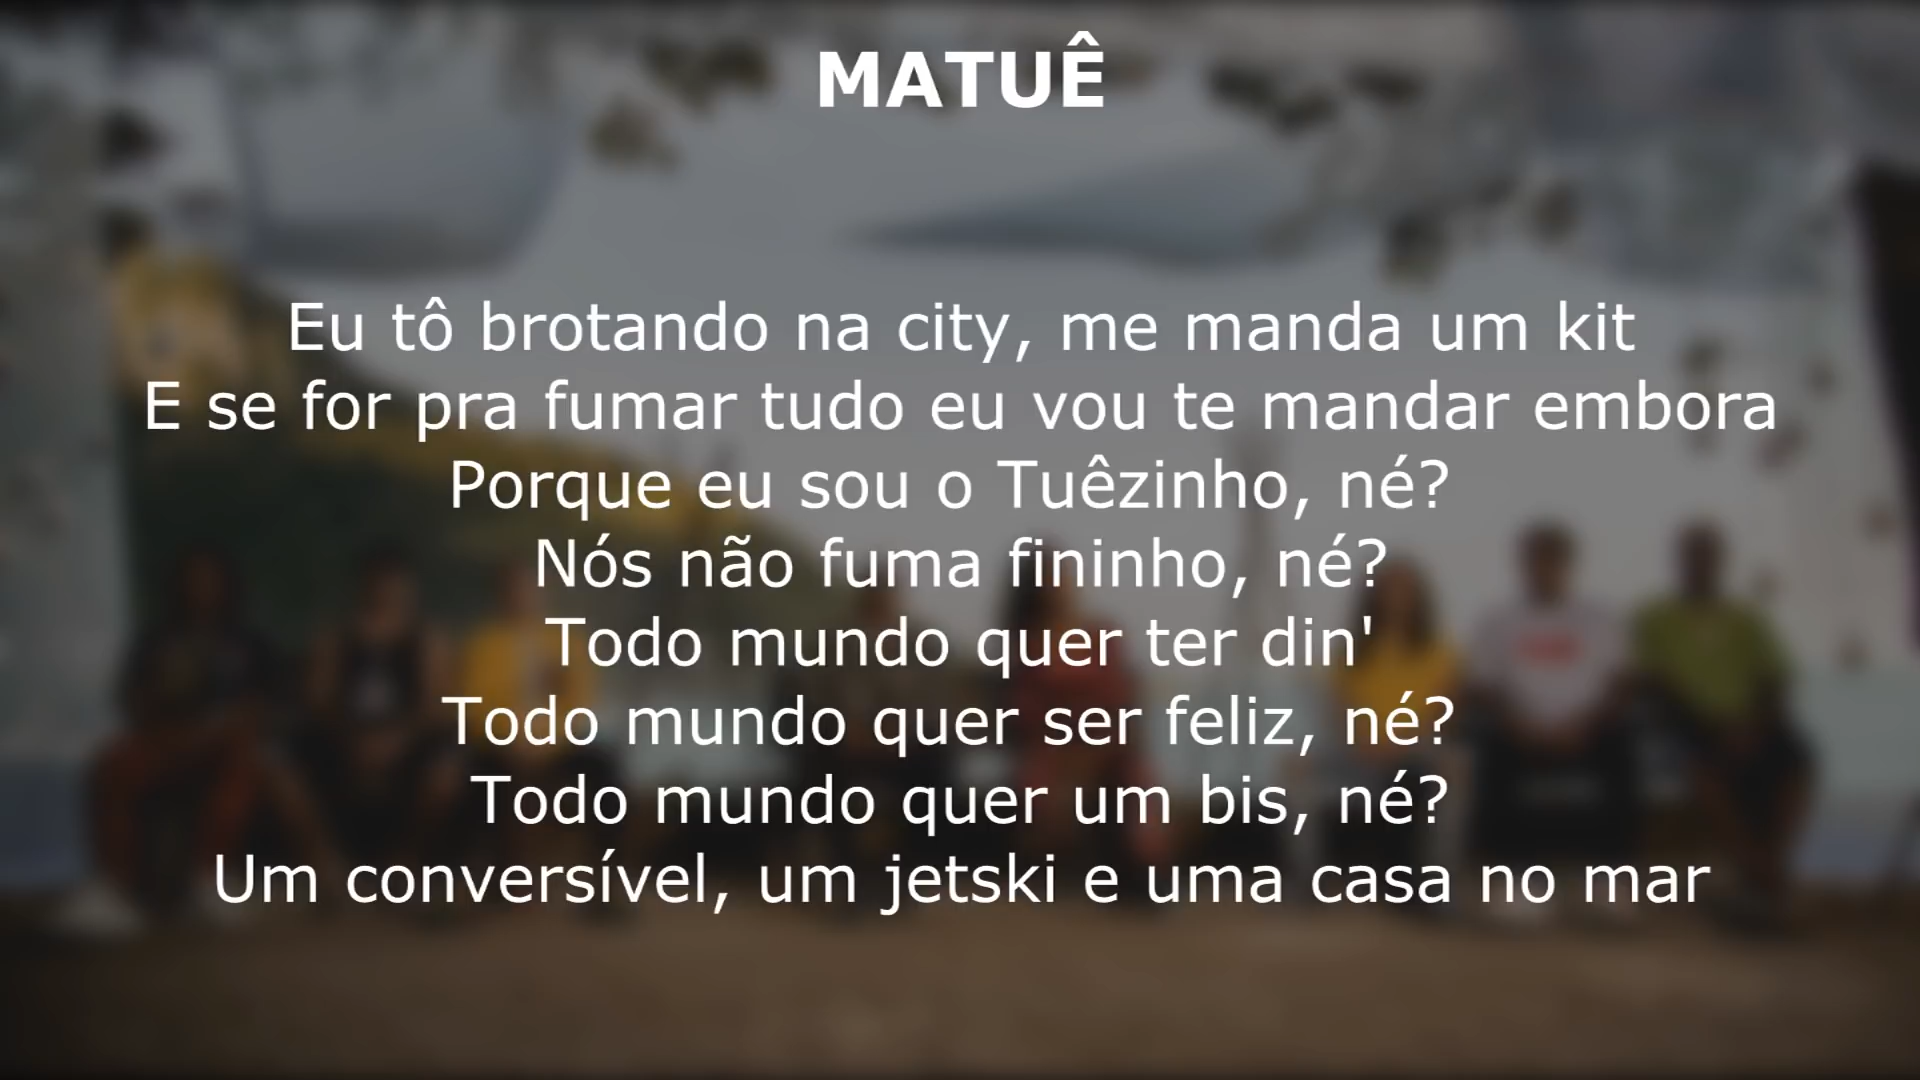 MATUÊ
Eu tô brotando na city, me manda um kit
E se for pra fumar tudo eu vou te mandar embora
Porque eu sou o Tuêzinho, né?
Nós não fuma fininho, né?
Todo mundo quer ter din'
Todo mundo quer ser feliz, né?
Todo mundo quer um bis, né?
Um conversível, um jetski e uma casa no mar